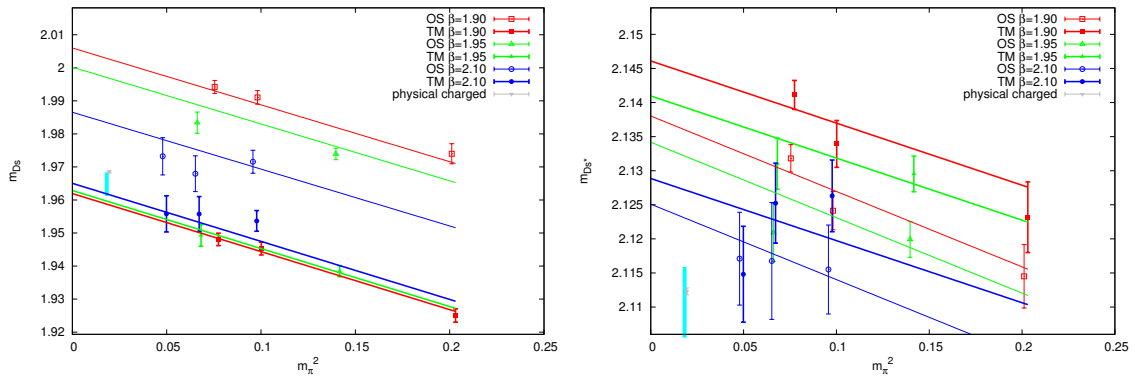 OS β=1.90
TM β=1.90
OS β=1.95
TM β=1.95
OS β=2.10
TM β=2.10
physical charged
2.01
2
1.99
1.98
1.97
1.96
1.95
1.94
1.93
1.92
m_Ds
0 0.05 0.1 0.15 0.2 0.25
m_π^2
OS β=1.90
TM β=1.90
OS β=1.95
TM β=1.95
OS β=2.10
TM β=2.10
physical charged
2.15
2.145
2.14
2.135
2.13
2.125
2.12
2.115
2.11
m_Ds*
0 0.05 0.1 0.15 0.2 0.25
m_π^2